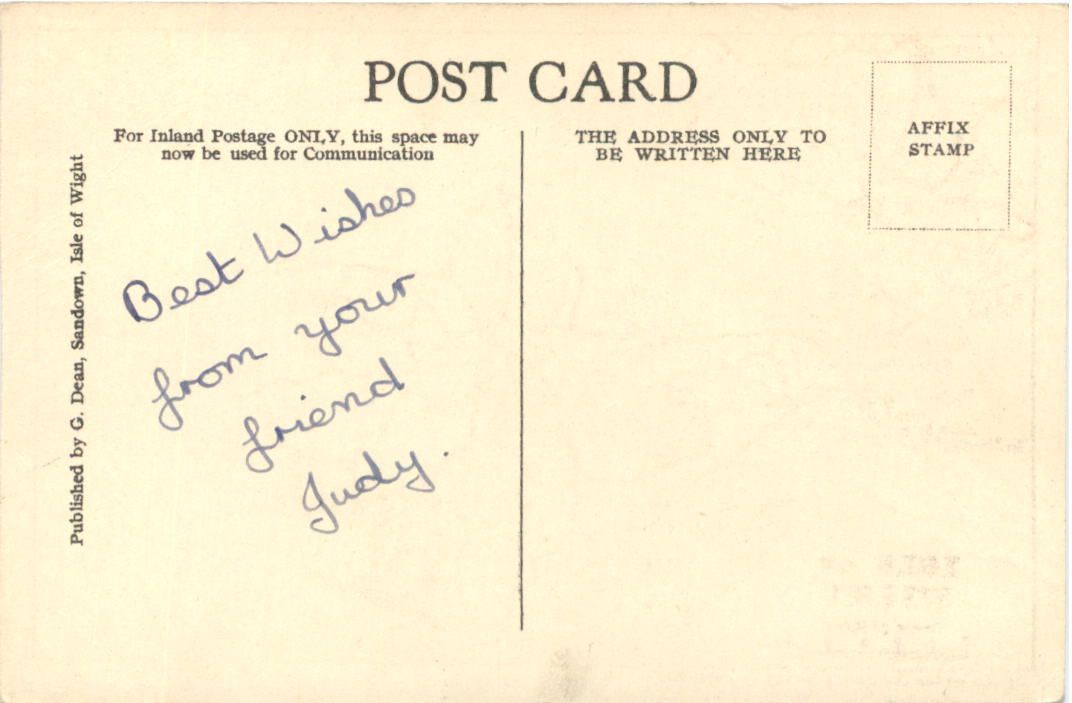 POST CARD
For Inland Postage ONLY, this space may
now be used for Communication
THE ADDRESS ONLY TO
BE WRITTEN HERE
AFFIX
STAMP
Published by G. Dean, Sandown, Isle of Wight
Best Wishes
from your
friend
Judy.